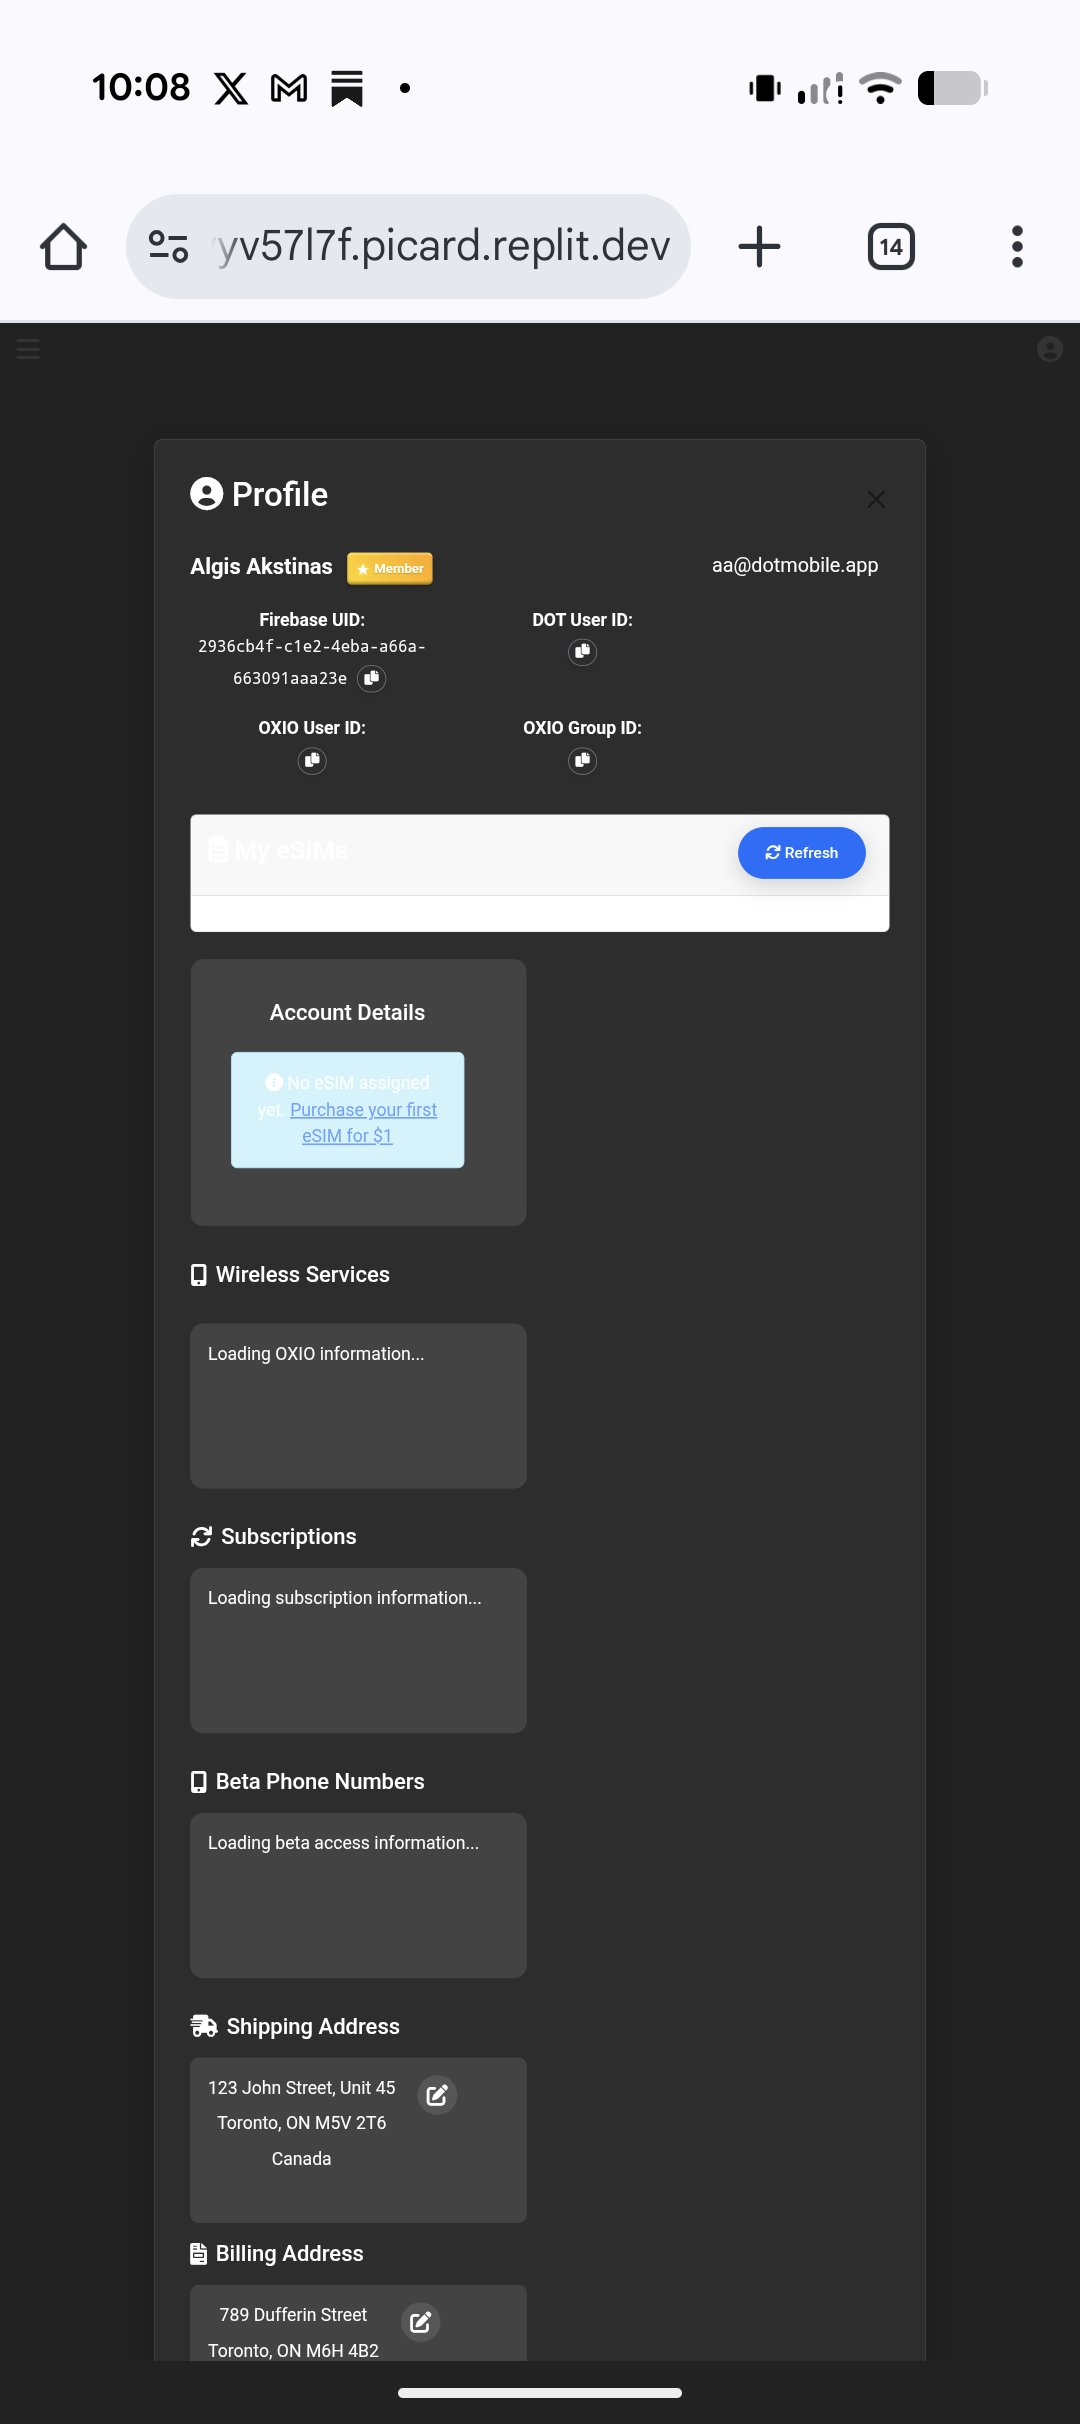 10:08
yv57l7f.picard.replit.dev
14
Profile
Algis Akstinas
Member
aa@dotmobile.app
Firebase UID:
DOT User ID:
2936cb4f-c1e2-4eba-a66a-
663091aaa23e
OXIO User ID:
OXIO Group ID:
My eSIMs
Refresh
Account Details
No eSIM assigned
yet. Purchase your first
eSIM for $1
Wireless Services
Loading OXIO information...
Subscriptions
Loading subscription information...
Beta Phone Numbers
Loading beta access information...
Shipping Address
123 John Street, Unit 45
Toronto, ON M5V 2T6
Canada
Billing Address
789 Dufferin Street
Toronto, ON M6H 4B2